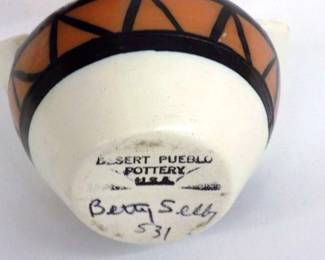 DESERT PUEBLO
POTTERY
U.S.A.
Betty Selby
531